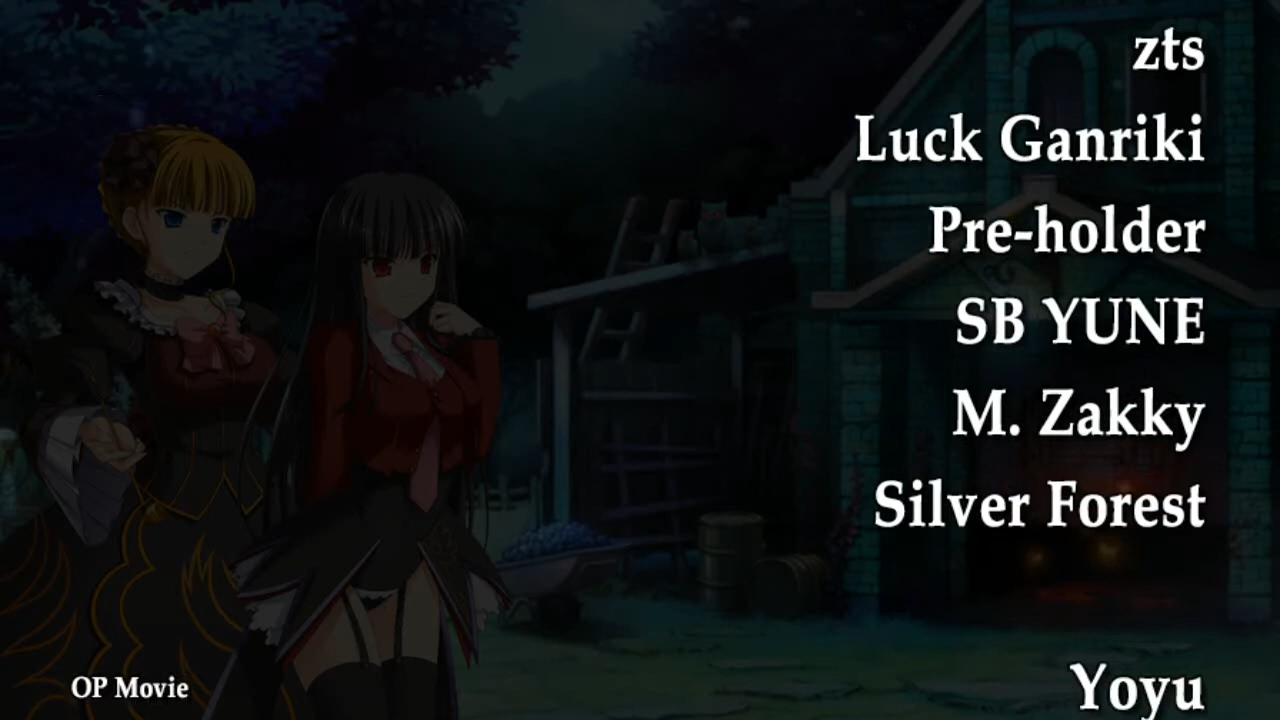 zts
Luck Ganriki
Pre-holder
SB YUNE
M. Zakky
Silver Forest
OP Movie
Yoyu